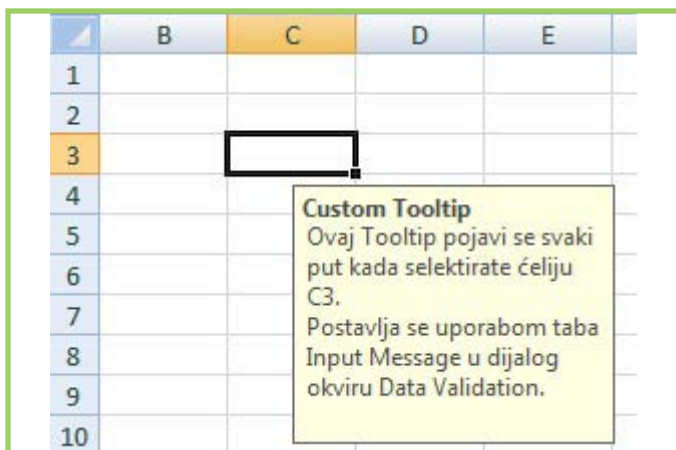 B C D E
1
2
3
4
Custom Tooltip
5
Ovaj Tooltip pojavi se svaki
6
put kada selektirate ćeliju
C3.
7
Postavlja se uporabom taba
8
Input Message u dijalog
9
okviru Data Validation.
10